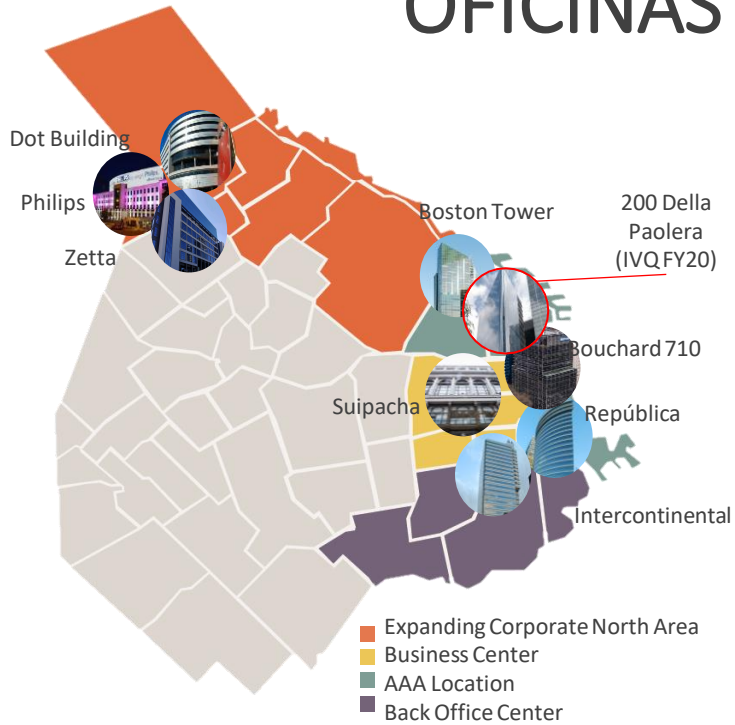 OFICINAS
Dot Building
Philips
Zetta
Boston Tower
200 Della
Paolera
(IVQ FY20)
Bouchard 710
Suipacha
República
Intercontinental
Expanding Corporate North Area
Business Center
AAA Location
Back Office Center